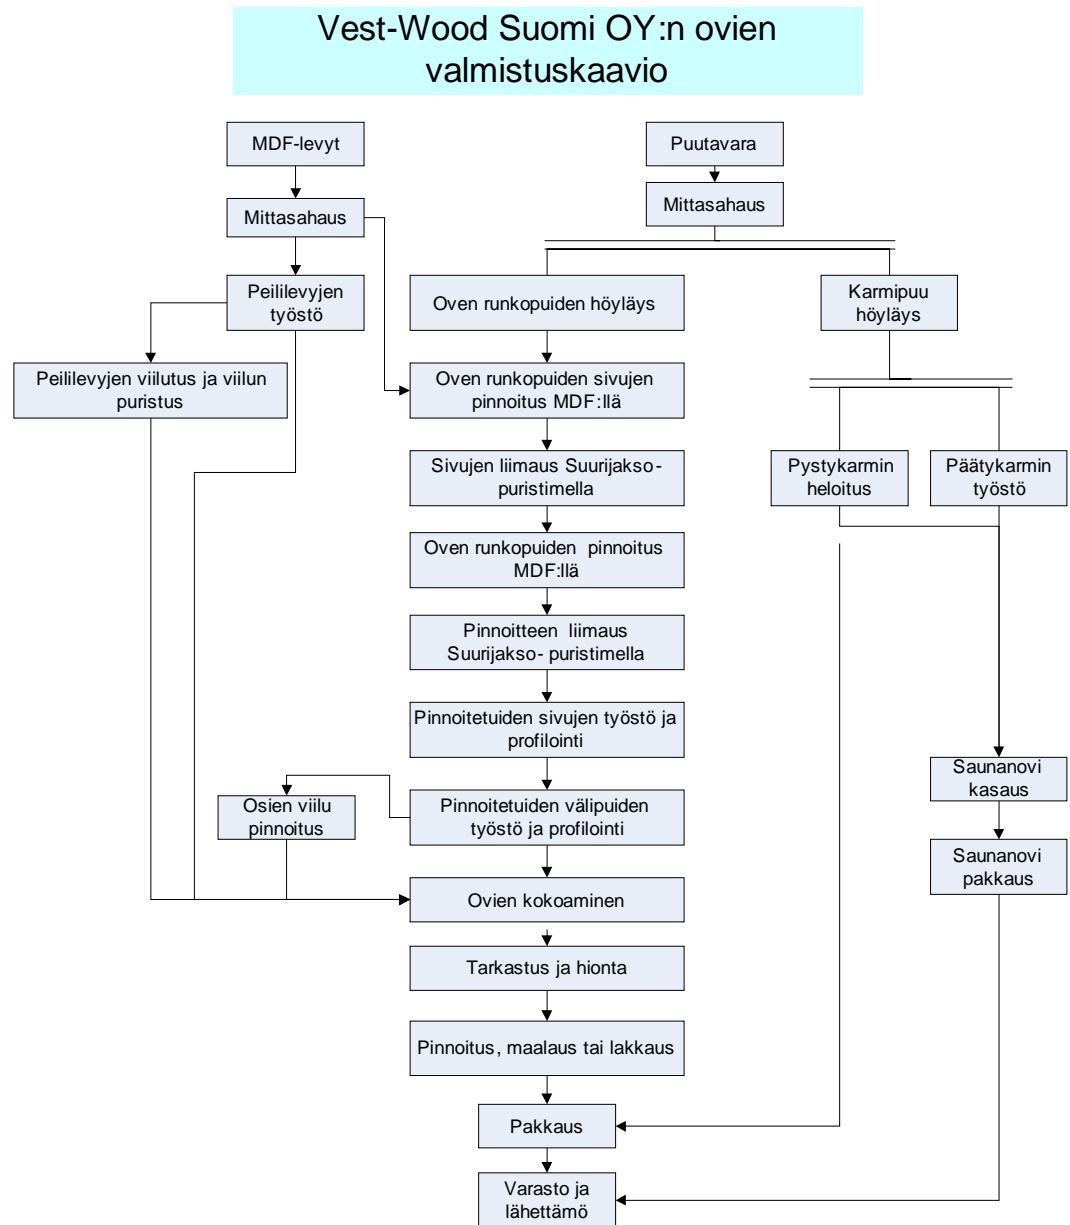 Vest-Wood Suomi OY:n ovien
valmistuskaavio
MDF-levyt
Puutavara
Mittasahaus
Mittasahaus
Peililevyjen
työstö
Oven runkopuiden höyläys
Karmipuu
höyläys
Peililevyjen viilutus ja viilun
puristus
Oven runkopuiden sivujen
pinnoitus MDF:llä
Sivujen liimaus Suurijakso-
puristimella
Pystykarmin
heloitus
Päätykarmin
työstö
Oven runkopuiden pinnoitus
MDF:llä
Pinnoitteen liimaus
Suurijakso- puristimella
Pinnoitetuiden sivujen työstö ja
profilointi
Saunanovi
kasaus
Osien viilu
pinnoitus
Pinnoitetuiden välipuiden
työstö ja profilointi
Saunanovi
pakkaus
Ovien kokoaminen
Tarkastus ja hionta
Pinnoitus, maalaus tai lakkaus
Pakkaus
Varasto ja
lähettämö